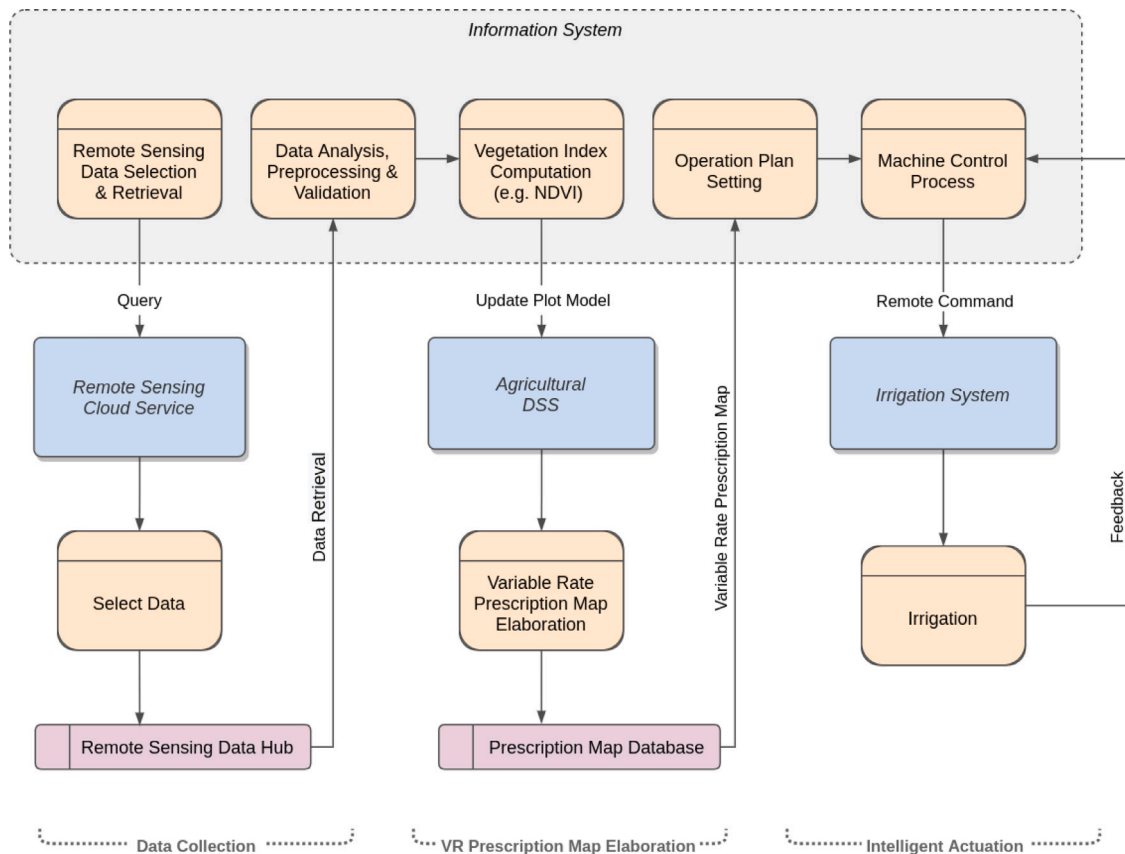 Information System
Remote Sensing
Data Selection
& Retrieval
Data Analysis,
Preprocessing &
Validation
Vegetation Index
Computation
(e.g. NDVI)
Operation Plan
Setting
Machine Control
Process
Query
Update Plot Model
Remote Command
Remote Sensing
Cloud Service
Agricultural
DSS
Irrigation System
Data Retrieval
Variable Rate Prescription Map
Feedback
Select Data
Variable Rate
Prescription Map
Elaboration
Irrigation
Remote Sensing Data Hub
Prescription Map Database
Data Collection
VR Prescription Map Elaboration
Intelligent Actuation